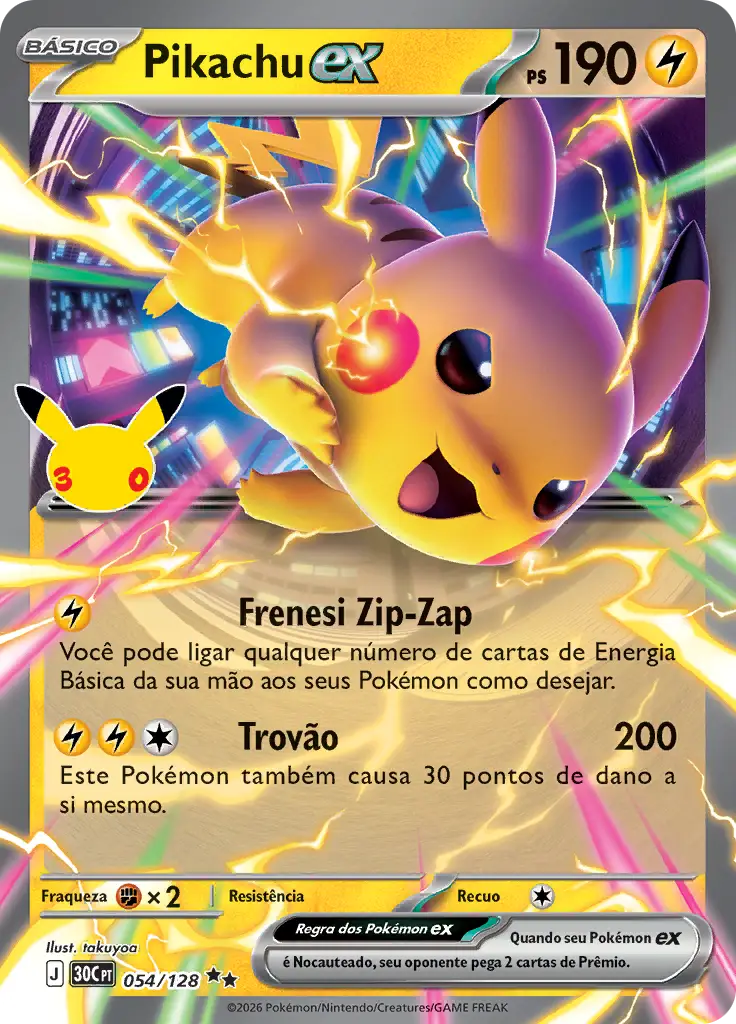 BÁSICO
Pikachu ex
PS 190
30
Frenesi Zip-Zap
Você pode ligar qualquer número de cartas de Energia
Básica da sua mão aos seus Pokémon como desejar.
Trovão 200
Este Pokémon também causa 30 pontos de dano a
si mesmo.
Fraqueza ×2 Resistência Recuo
Regra dos Pokémon ex Quando seu Pokémon ex
é Nocauteado, seu oponente pega 2 cartas de Prêmio.
Ilust. takuyoa
J 30C PT 054/128
©2026 Pokémon/Nintendo/Creatures/GAME FREAK